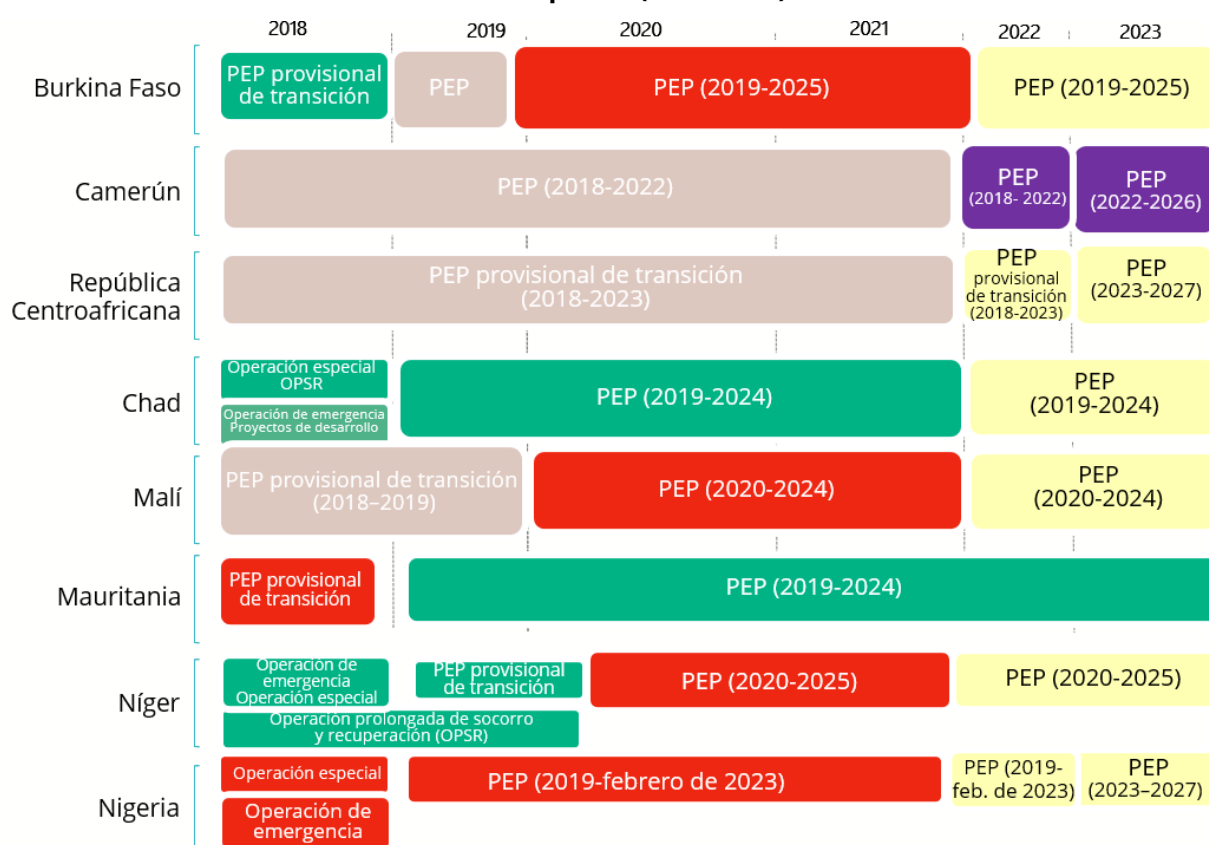 2018 2019 2020 2021 2022 2023
Burkina Faso
PEP provisional
de transición
PEP
PEP (2019-2025)
PEP (2019-2025)
Camerún
PEP (2018-2022)
PEP
(2018- 2022)
PEP
(2022-2026)
República
Centroafricana
PEP provisional de transición
(2018-2023)
PEP
provisional
de transición
(2018-2023)
PEP
(2023-2027)
Chad
Operación especial
OPSR
Operación de emergencia
Proyectos de desarrollo
PEP (2019-2024)
PEP
(2019-2024)
Malí
PEP provisional de transición
(2018–2019)
PEP (2020-2024)
PEP
(2020-2024)
Mauritania
PEP provisional
de transición
PEP (2019-2024)
Níger
Operación de
emergencia
Operación especial
PEP provisional
de transición
Operación prolongada de socorro
y recuperación (OPSR)
PEP (2020-2025)
PEP (2020-2025)
Nigeria
Operación especial
Operación de
emergencia
PEP (2019-febrero de 2023)
PEP (2019-
feb. de 2023)
PEP
(2023–2027)